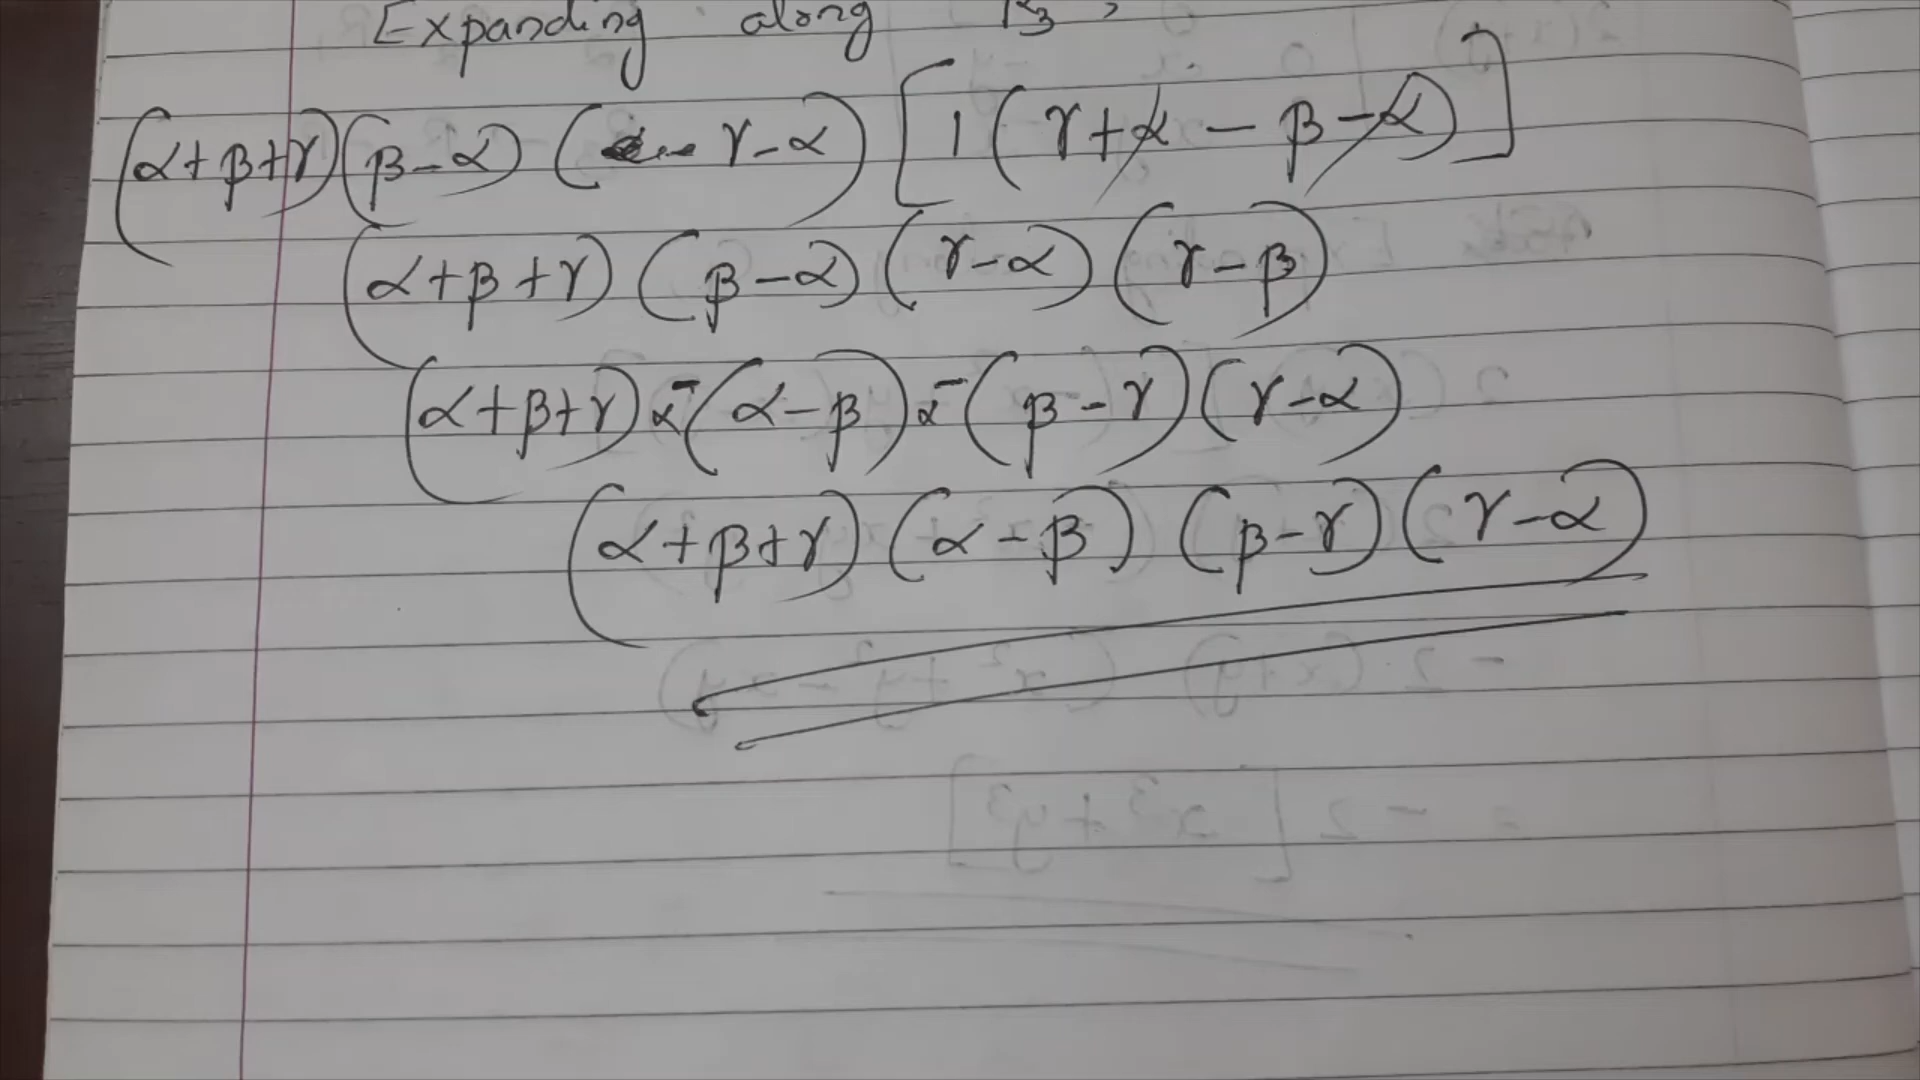 Expanding along R₃,
(α+β+γ)(β-α)(γ-α)[1(γ+α-β-α)]
(α+β+γ)(β-α)(γ-α)(γ-β)
(α+β+γ)x-(α-β)x-(β-γ)(γ-α)
(α+β+γ)(α-β)(β-γ)(γ-α)